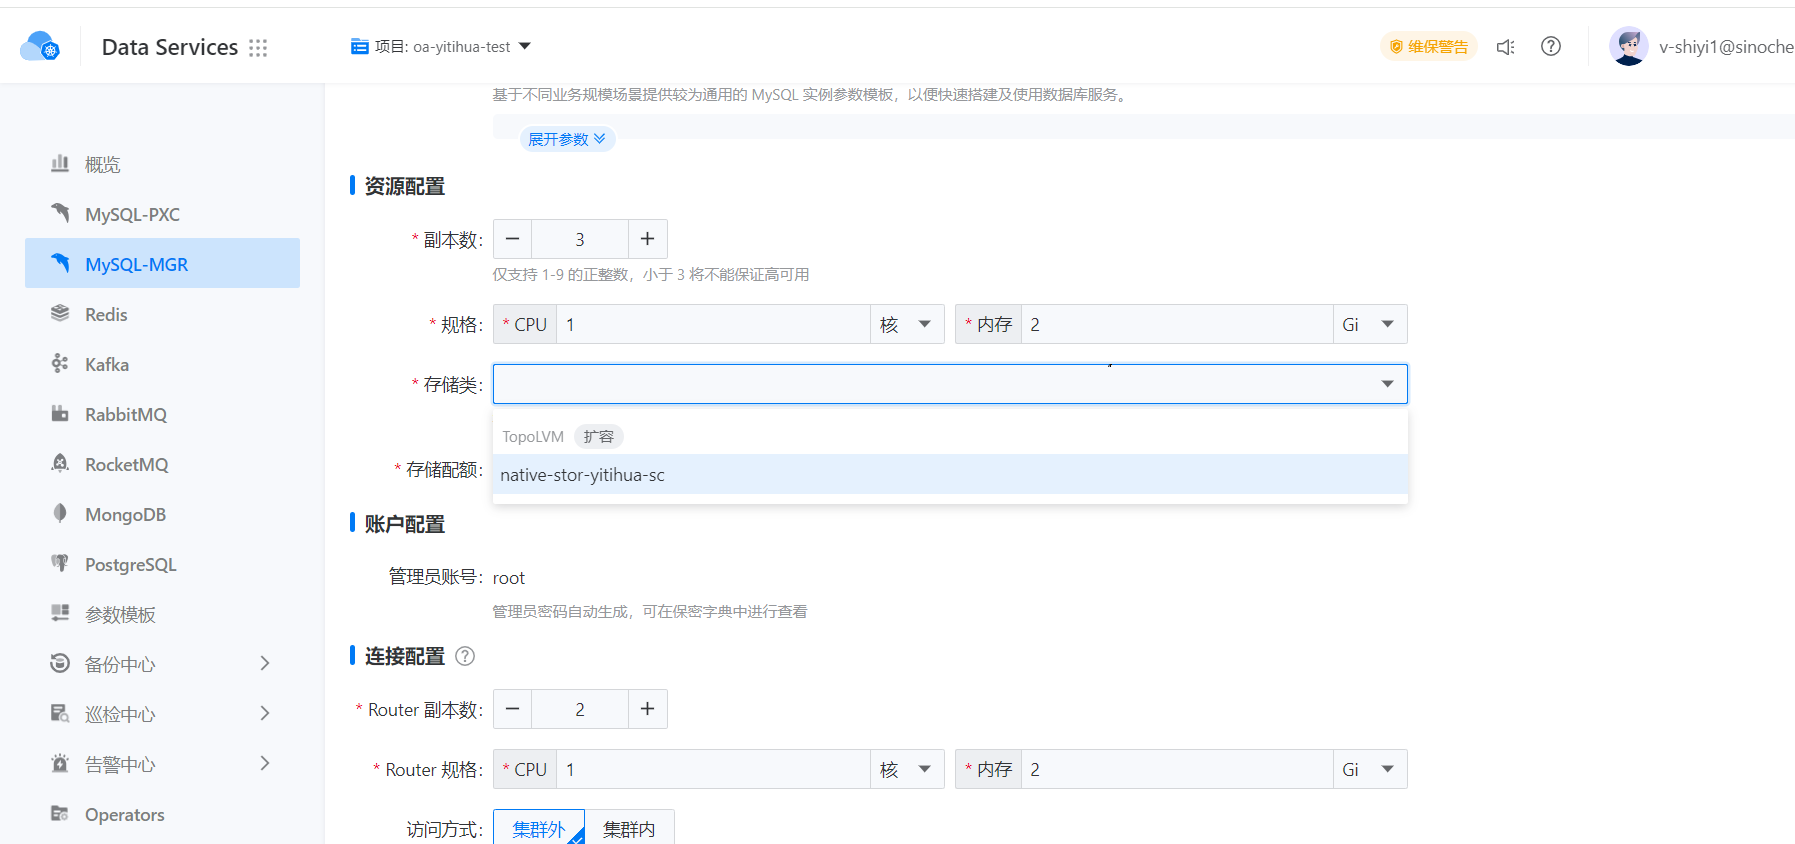 Data Services
项目: oa-yitihua-test
维保警告
v-shiyi1@sinoche
概览
MySQL-PXC
MySQL-MGR
Redis
Kafka
RabbitMQ
RocketMQ
MongoDB
PostgreSQL
参数模板
备份中心
巡检中心
告警中心
Operators
基于不同业务规模场景提供较为通用的 MySQL 实例参数模板，以便快速搭建及使用数据库服务。
展开参数
资源配置
* 副本数: − 3 +
仅支持 1-9 的正整数，小于 3 将不能保证高可用
* 规格: * CPU 1 核 * 内存 2 Gi
* 存储类:
TopoLVM 扩容
* 存储配额: native-stor-yitihua-sc
账户配置
管理员账号: root
管理员密码自动生成，可在保密字典中进行查看
连接配置 ?
* Router 副本数: − 2 +
* Router 规格: * CPU 1 核 * 内存 2 Gi
访问方式: 集群外 集群内